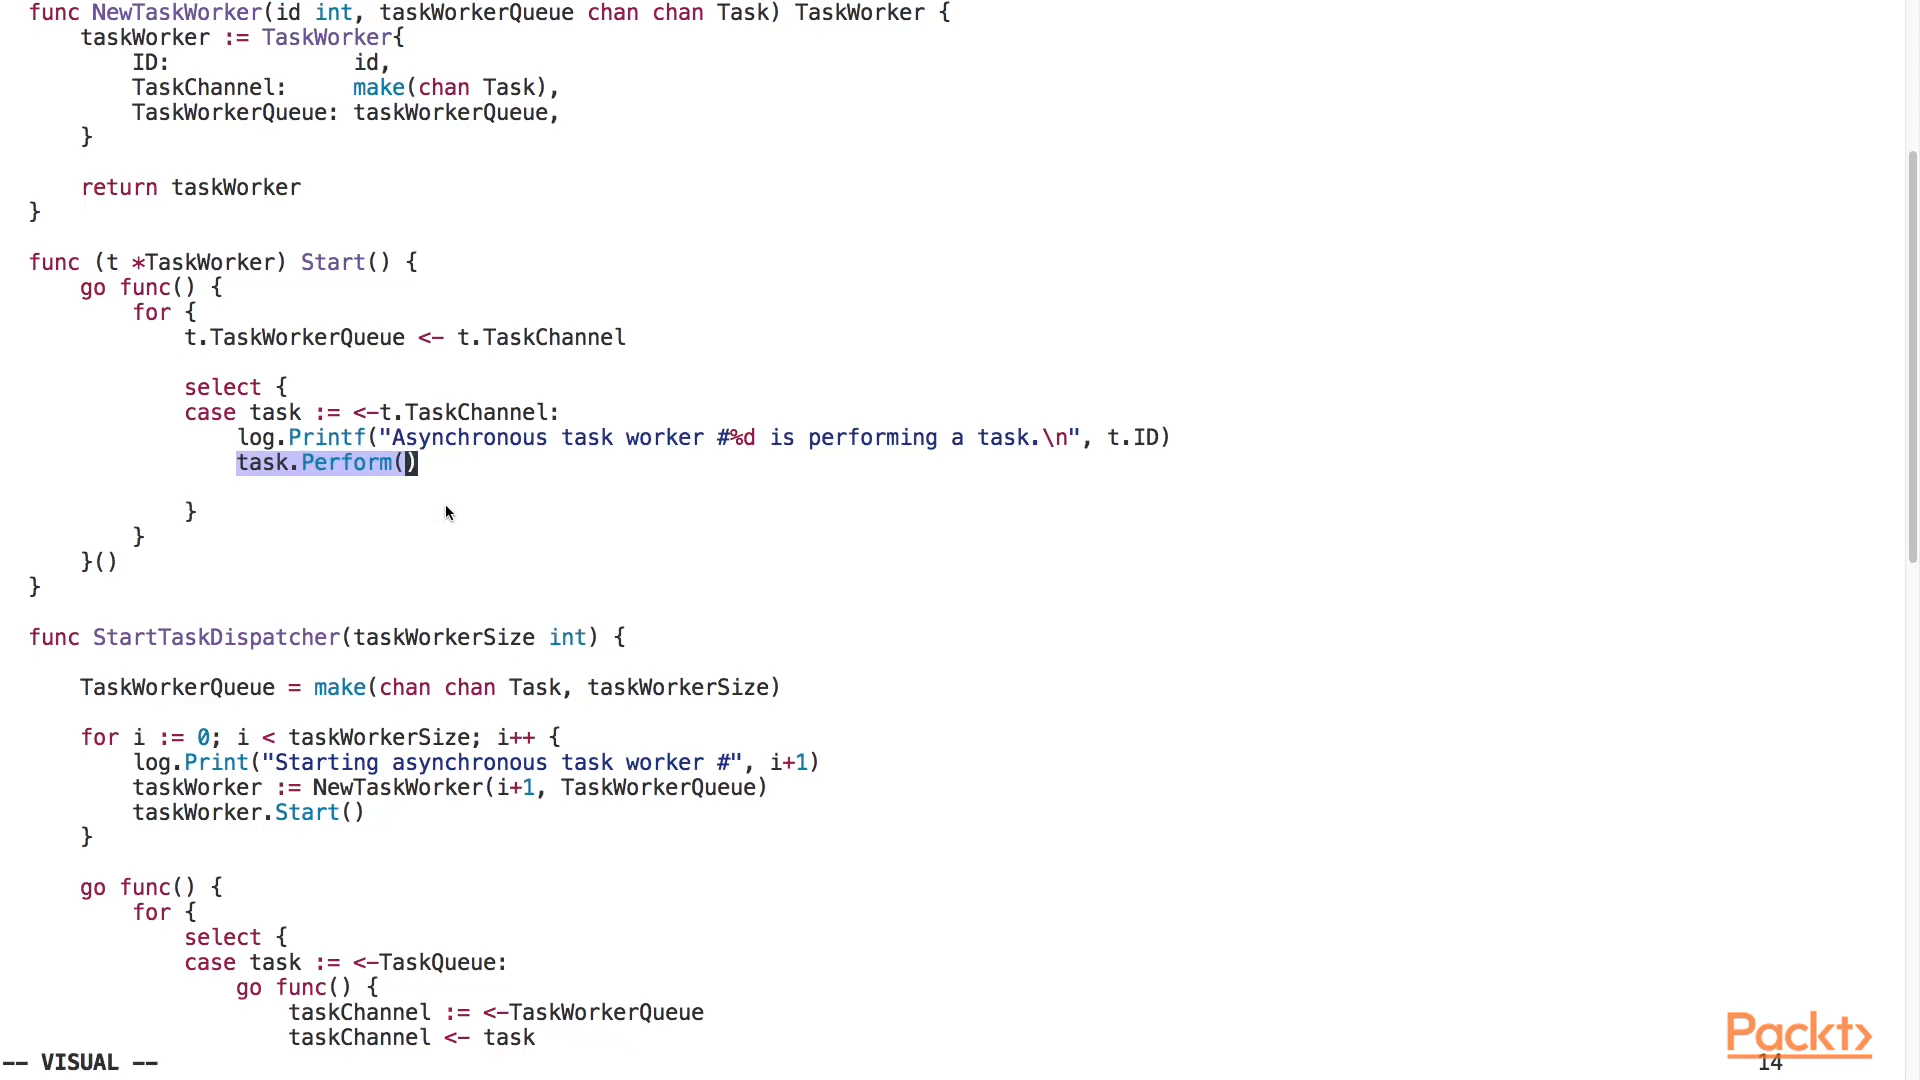 func NewTaskWorker(id int, taskWorkerQueue chan chan Task) TaskWorker {
    taskWorker := TaskWorker{
        ID:              id,
        TaskChannel:     make(chan Task),
        TaskWorkerQueue: taskWorkerQueue,
    }

    return taskWorker
}

func (t *TaskWorker) Start() {
    go func() {
        for {
            t.TaskWorkerQueue <- t.TaskChannel

            select {
            case task := <-t.TaskChannel:
                log.Printf("Asynchronous task worker #%d is performing a task.\n", t.ID)
                task.Perform()

            }
        }
    }()
}

func StartTaskDispatcher(taskWorkerSize int) {

    TaskWorkerQueue = make(chan chan Task, taskWorkerSize)

    for i := 0; i < taskWorkerSize; i++ {
        log.Print("Starting asynchronous task worker #", i+1)
        taskWorker := NewTaskWorker(i+1, TaskWorkerQueue)
        taskWorker.Start()
    }

    go func() {
        for {
            select {
            case task := <-TaskQueue:
                go func() {
                    taskChannel := <-TaskWorkerQueue
                    taskChannel <- task
Packt>
-- VISUAL --
14